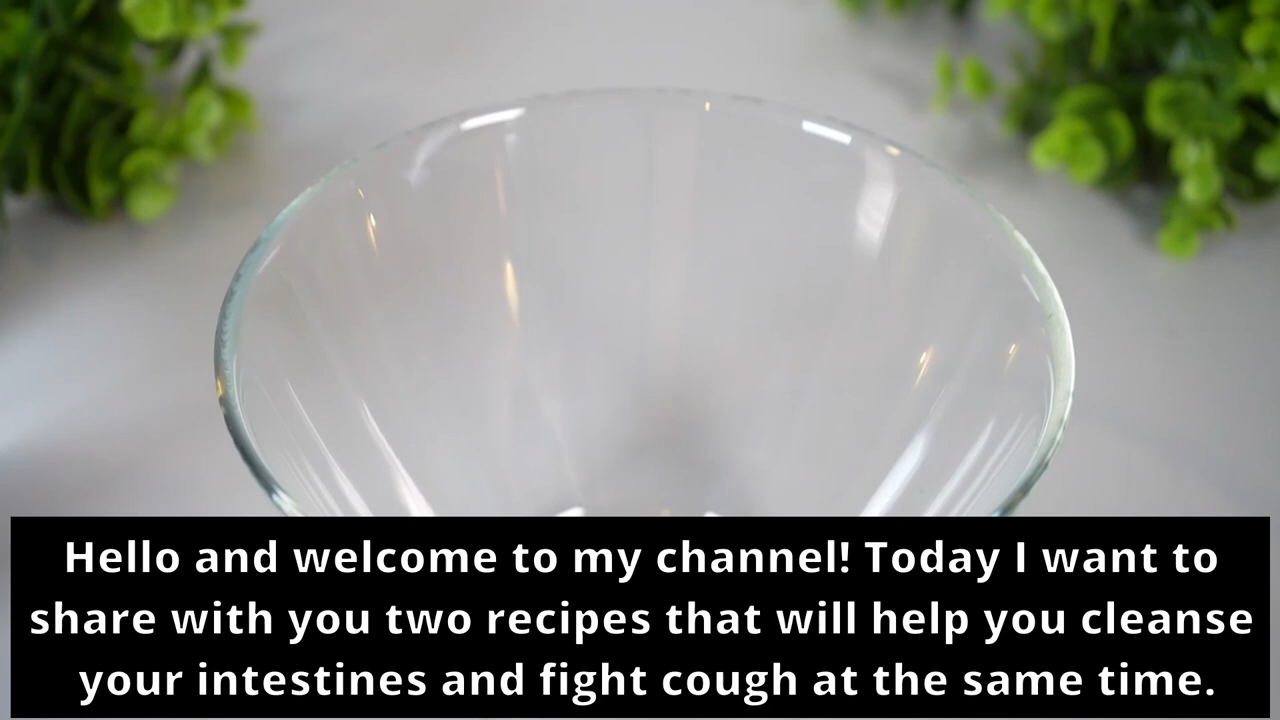 Hello and welcome to my channel! Today I want to
share with you two recipes that will help you cleanse
your intestines and fight cough at the same time.